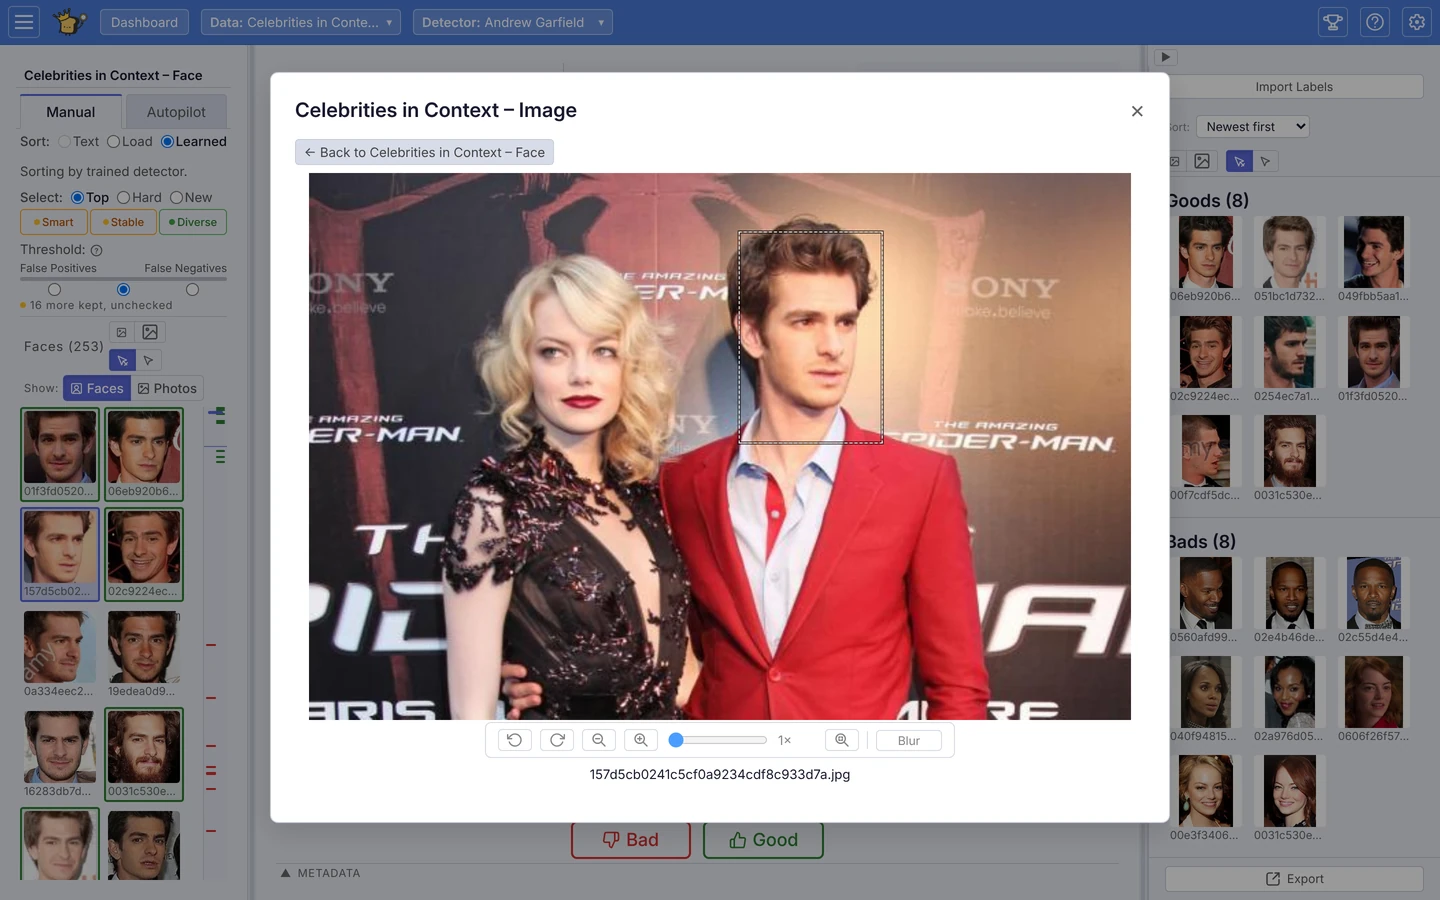 Dashboard
Data: Celebrities in Conte...
Detector: Andrew Garfield
Celebrities in Context – Face
Manual
Autopilot
Sort: Text Load Learned
Sorting by trained detector.
Select: Top Hard New
Smart
Stable
Diverse
Threshold:
False Positives
False Negatives
16 more kept, unchecked
Faces (253)
Show: Faces Photos
01f3fd0520...
06eb920b6...
157d5cb02...
02c9224ec...
0a334eec2...
19edea0d9...
16283db7d...
0031c530e...
Celebrities in Context – Image
← Back to Celebrities in Context – Face
SONY
make.believe
THE AMAZING
SPIDER-MAN
THE AMAZING
SPIDER-MAN
1×
Blur
157d5cb0241c5cf0a9234cdf8c933d7a.jpg
Bad
Good
METADATA
Import Labels
Sort: Newest first
Goods (8)
06eb920b6...
051bc1d732...
049fbb5aa1...
02c9224ec...
0254ec7a1...
01f3fd0520...
00f7cdf5dc...
0031c530e...
Bads (8)
0560afd99...
02e4b46de...
02c55d4e4...
040f94815...
02a976d05...
0606f26f57...
00e3f3406...
0031c530e...
Export